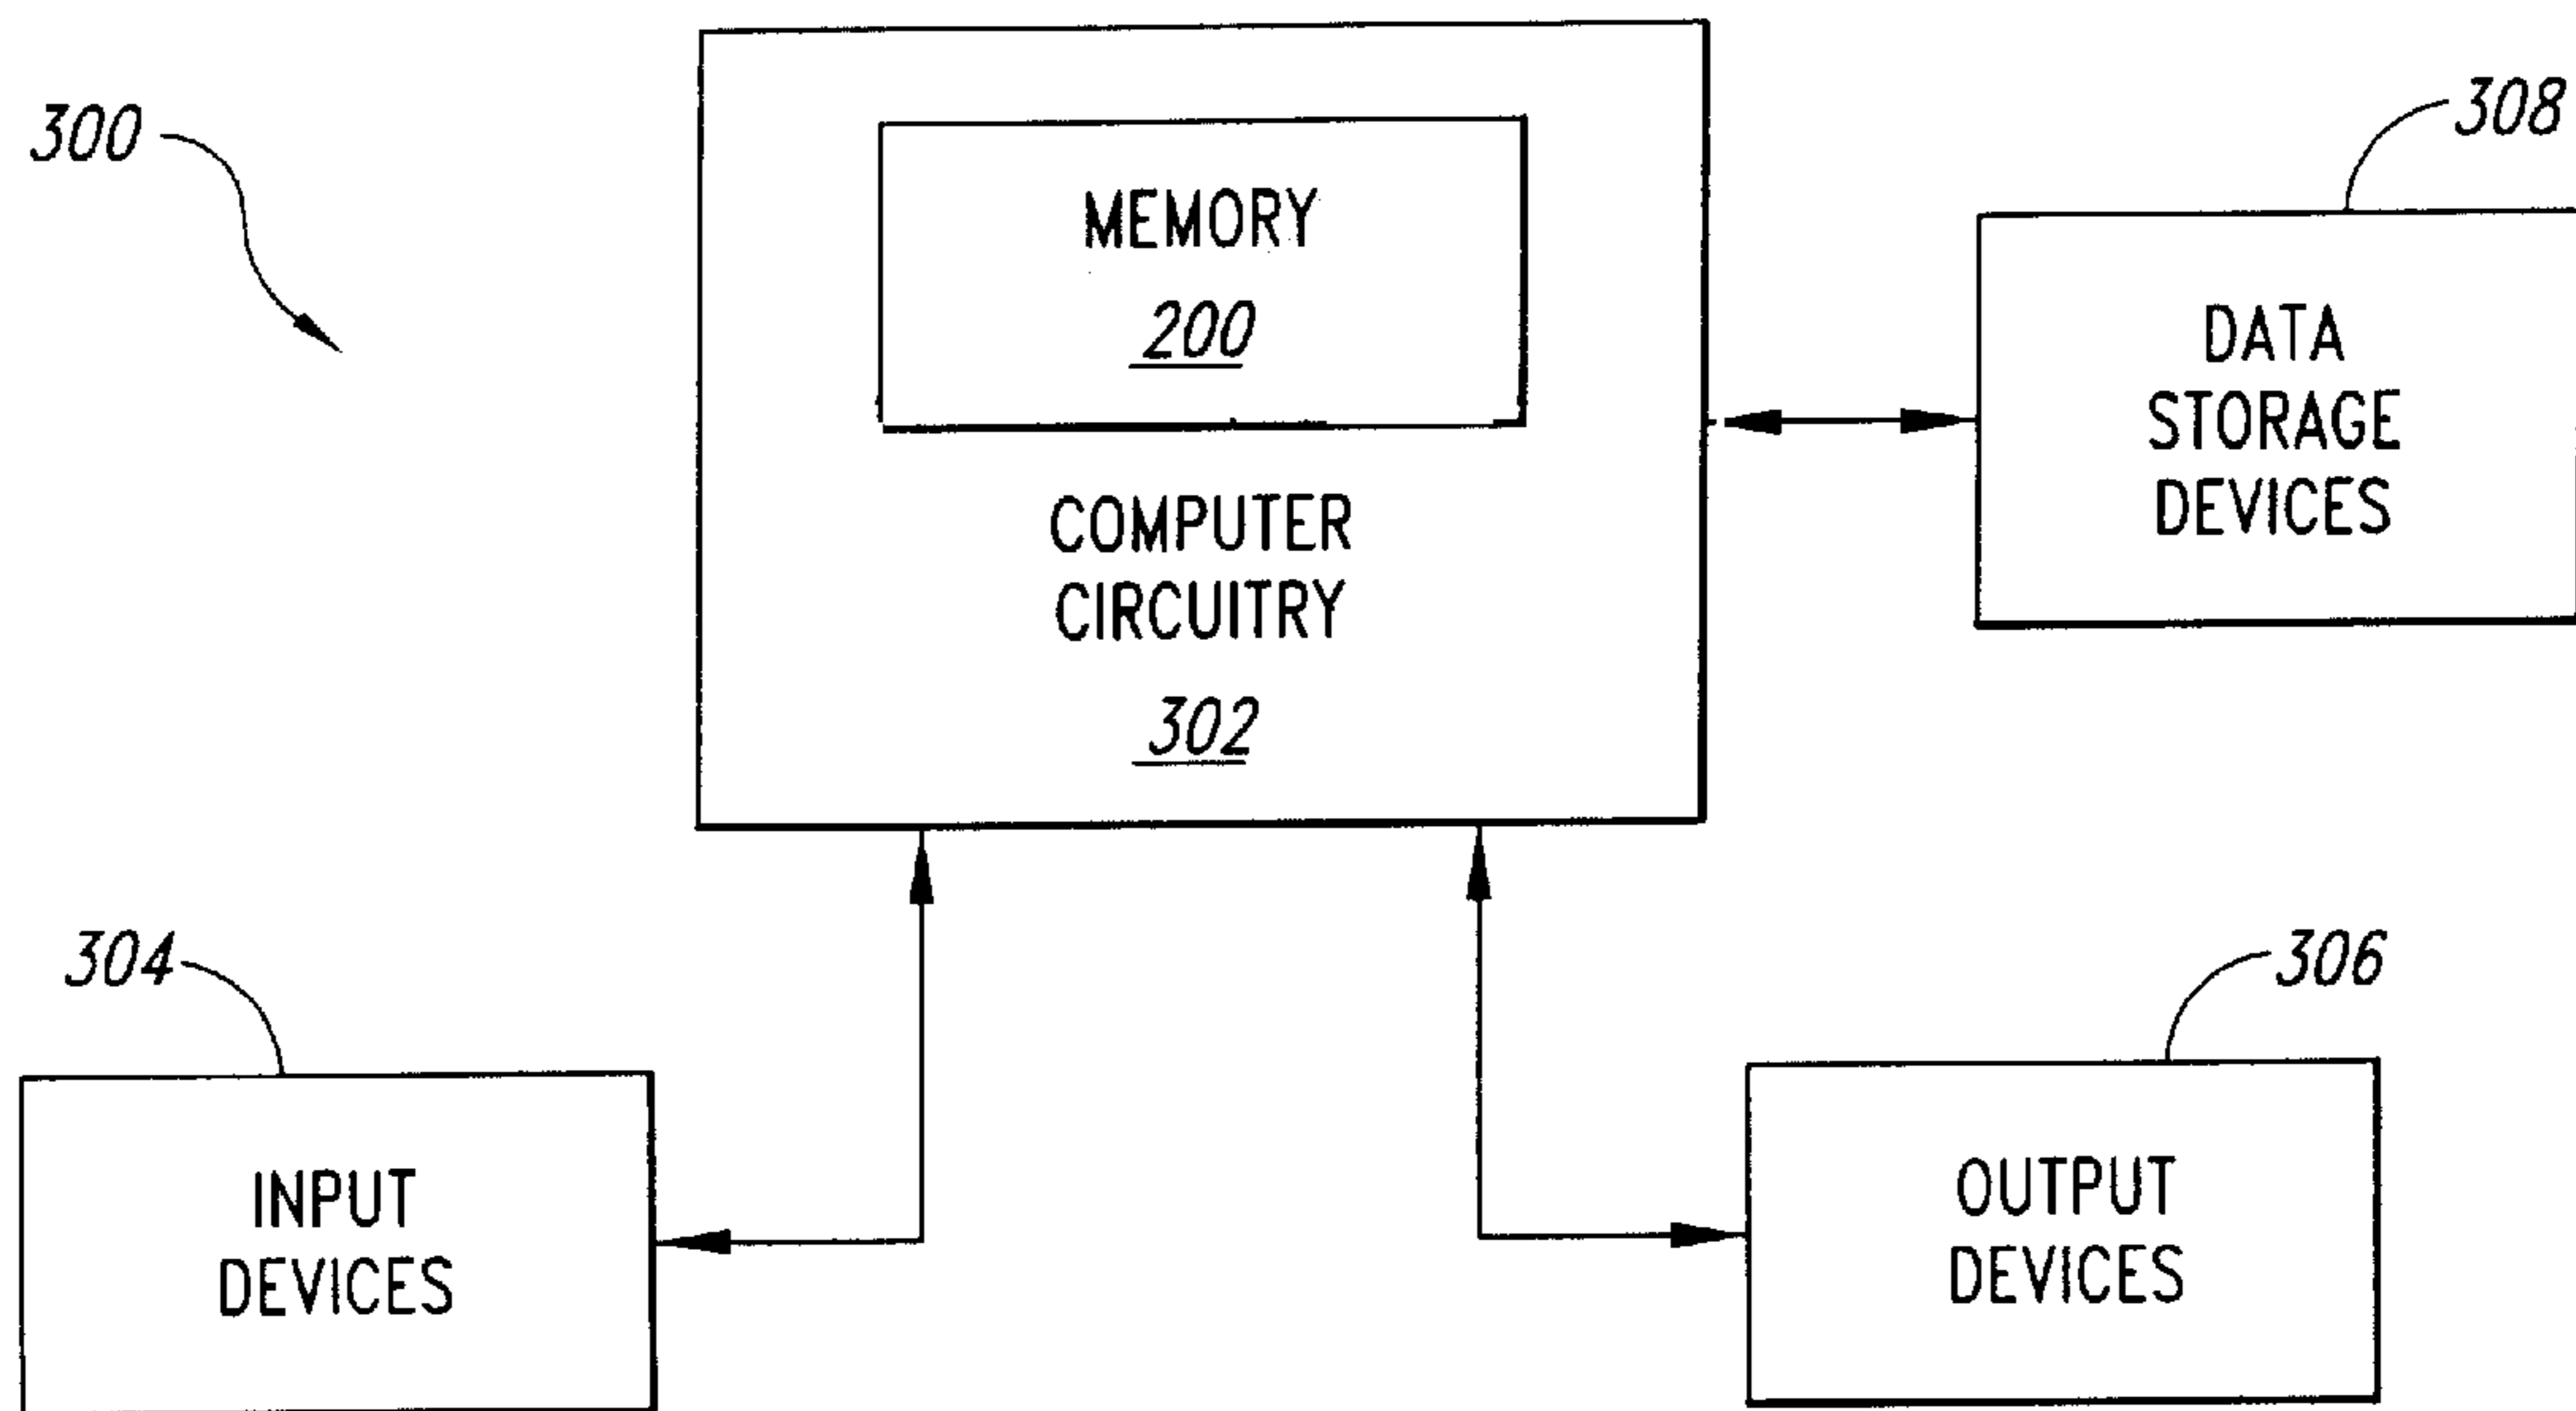 300
MEMORY
200
COMPUTER
CIRCUITRY
302
308
DATA
STORAGE
DEVICES
304
INPUT
DEVICES
306
OUTPUT
DEVICES